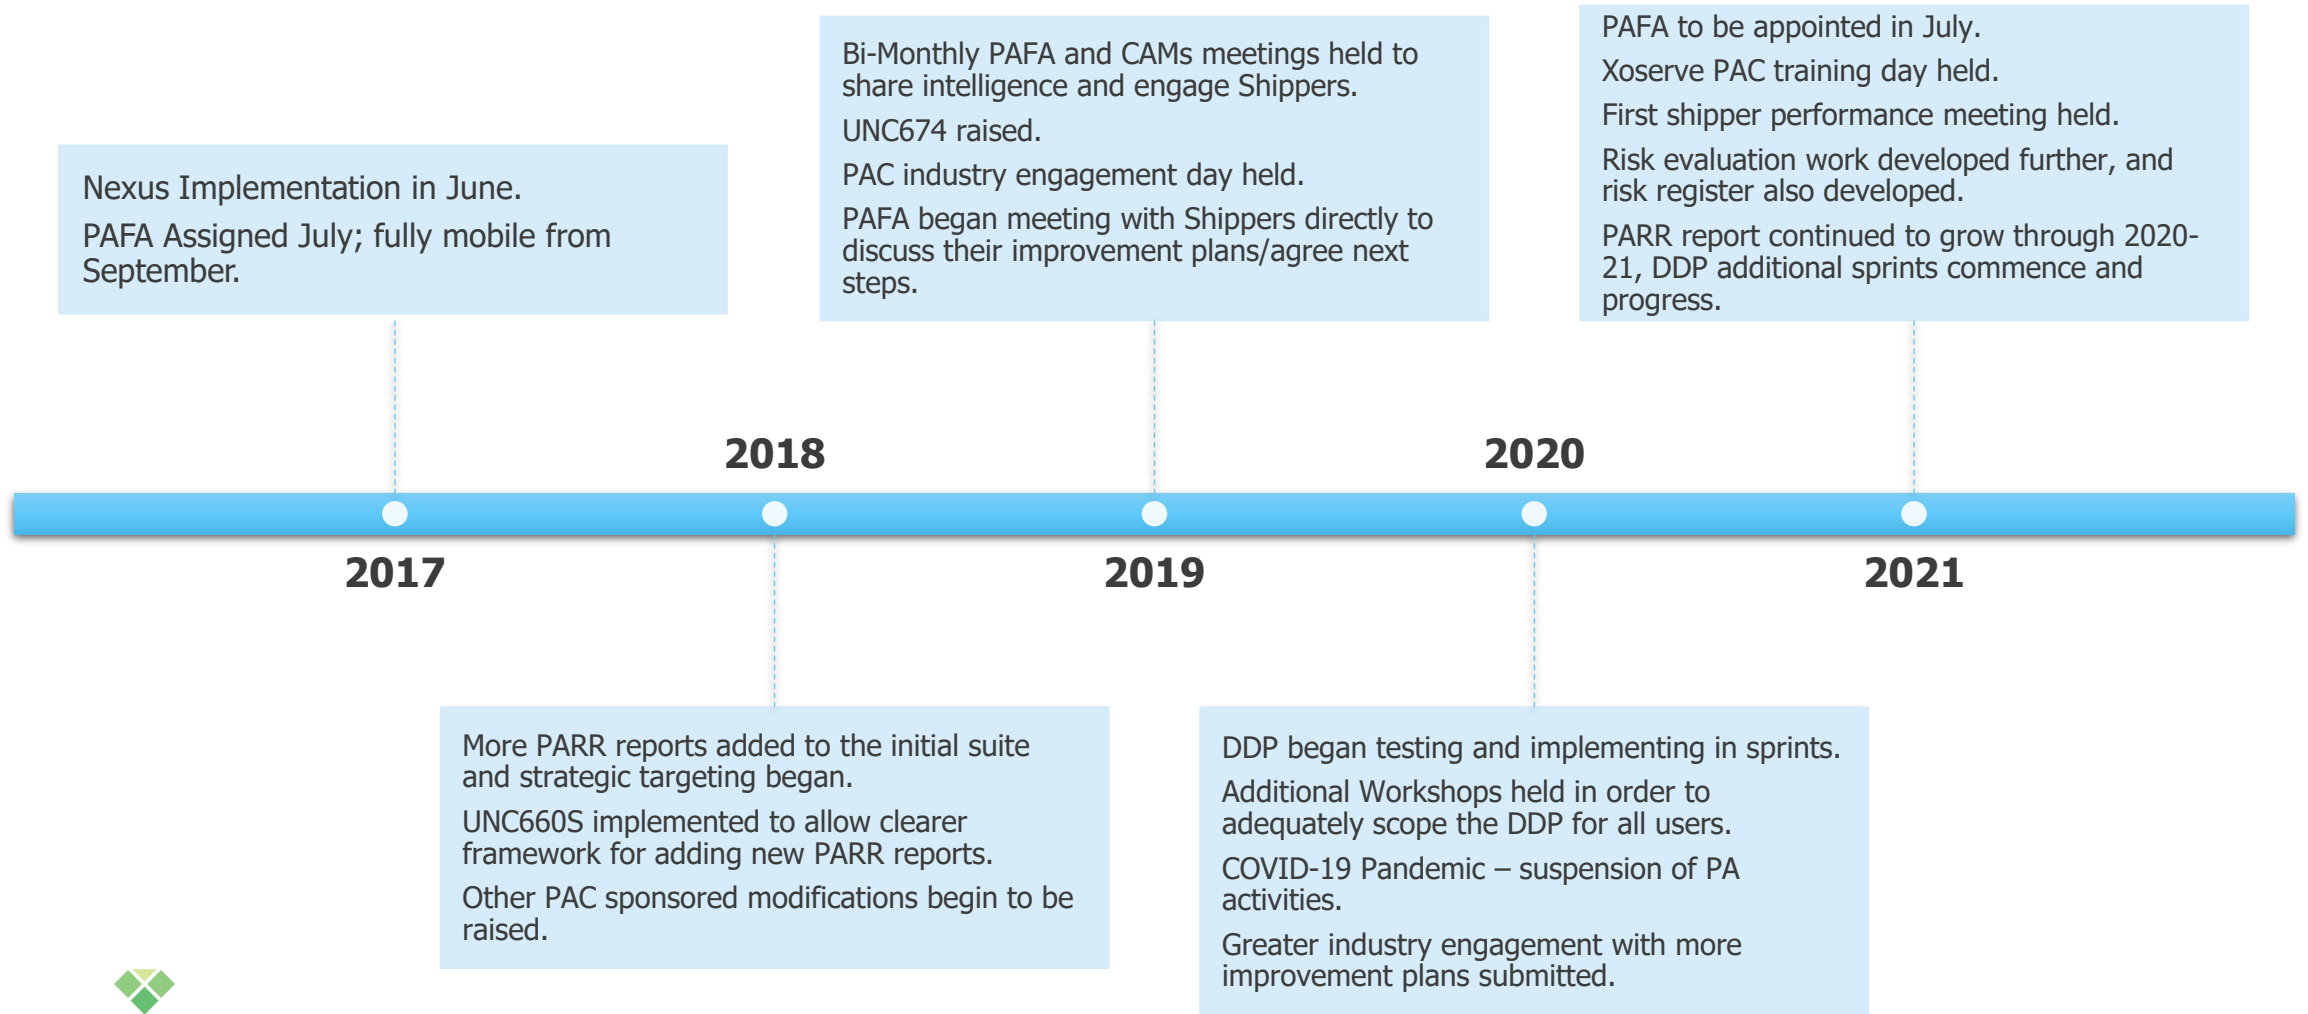 Nexus Implementation in June.
PAFA Assigned July; fully mobile from
September.
2017
2018
More PARR reports added to the initial suite
and strategic targeting began.
UNC660S implemented to allow clearer
framework for adding new PARR reports.
Other PAC sponsored modifications begin to be
raised.
Bi-Monthly PAFA and CAMs meetings held to
share intelligence and engage Shippers.
UNC674 raised.
PAC industry engagement day held.
PAFA began meeting with Shippers directly to
discuss their improvement plans/agree next
steps.
2019
2020
DDP began testing and implementing in sprints.
Additional Workshops held in order to
adequately scope the DDP for all users.
COVID-19 Pandemic – suspension of PA
activities.
Greater industry engagement with more
improvement plans submitted.
PAFA to be appointed in July.
Xoserve PAC training day held.
First shipper performance meeting held.
Risk evaluation work developed further, and
risk register also developed.
PARR report continued to grow through 2020-
21, DDP additional sprints commence and
progress.
2021